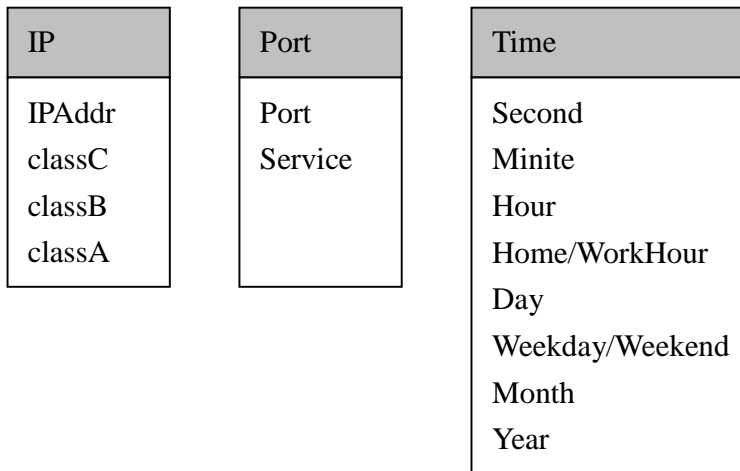 IP
IPAddr
classC
classB
classA
Port
Port
Service
Time
Second
Minite
Hour
Home/WorkHour
Day
Weekday/Weekend
Month
Year